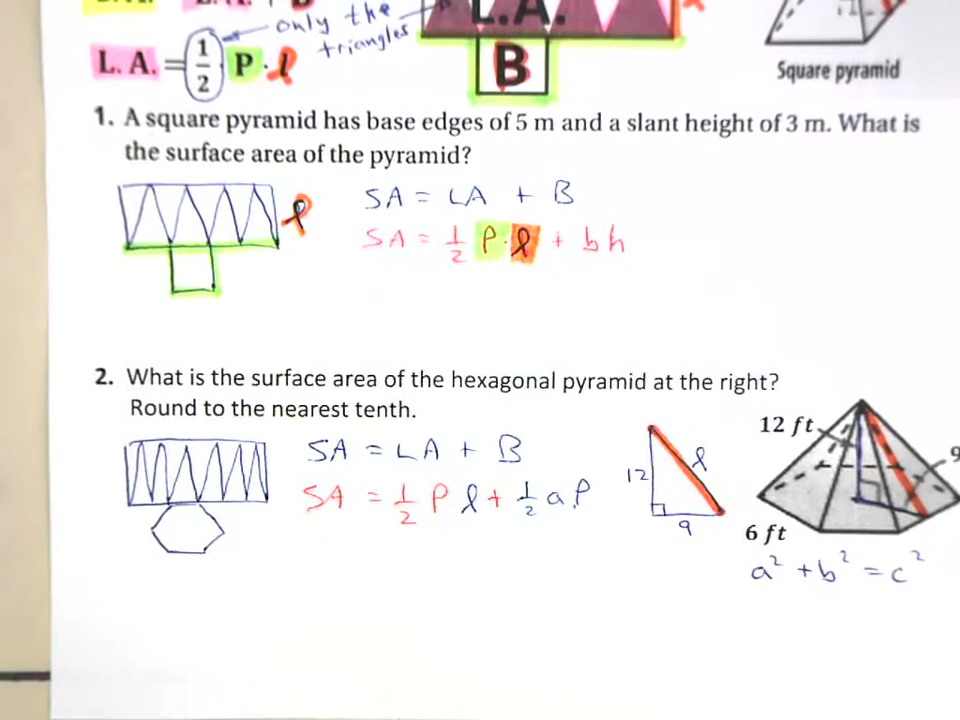 only the
triangles
L.A.
L. A. = 1/2 P · ℓ
B
Square pyramid
1. A square pyramid has base edges of 5 m and a slant height of 3 m. What is
the surface area of the pyramid?
ℓ
SA = LA + B
SA = 1/2 P · ℓ + bh
2. What is the surface area of the hexagonal pyramid at the right?
Round to the nearest tenth.
SA = LA + B
SA = 1/2 P ℓ + 1/2 a P
12
ℓ
9
12 ft
9
6 ft
a² + b² = c²